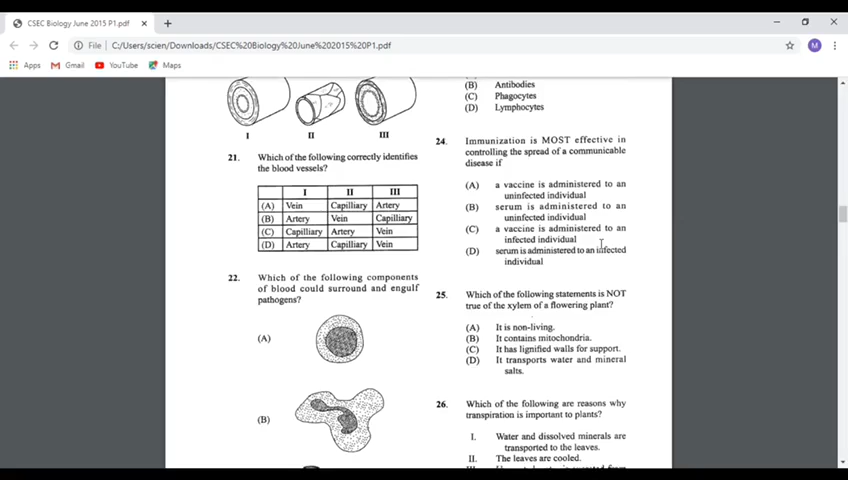 CSEC Biology June 2015 P1.pdf
File
C:/Users/scien/Downloads/CSEC%20Biology%20June%202015%20P1.pdf
M
Apps
Gmail
YouTube
Maps
I
II
III
21. Which of the following correctly identifies
the blood vessels?
I II III
(A) Vein Capilliary Artery
(B) Artery Vein Capilliary
(C) Capilliary Artery Vein
(D) Artery Capilliary Vein
22. Which of the following components
of blood could surround and engulf
pathogens?
(A)
(B)
(B) Antibodies
(C) Phagocytes
(D) Lymphocytes
24. Immunization is MOST effective in
controlling the spread of a communicable
disease if
(A) a vaccine is administered to an
uninfected individual
(B) serum is administered to an
uninfected individual
(C) a vaccine is administered to an
infected individual
(D) serum is administered to an infected
individual
25. Which of the following statements is NOT
true of the xylem of a flowering plant?
(A) It is non-living.
(B) It contains mitochondria.
(C) It has lignified walls for support.
(D) It transports water and mineral
salts.
26. Which of the following are reasons why
transpiration is important to plants?
I. Water and dissolved minerals are
transported to the leaves.
II. The leaves are cooled.